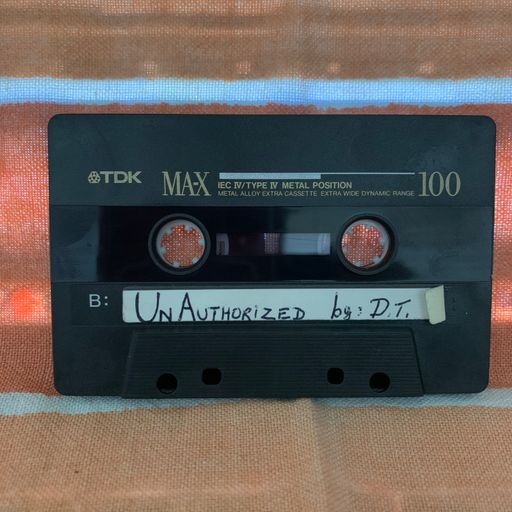 TDK MA-X IEC IV/TYPE IV METAL POSITION 100
METAL ALLOY EXTRA CASSETTE EXTRA WIDE DYNAMIC RANGE
B: UnAuthorized by: D.T.